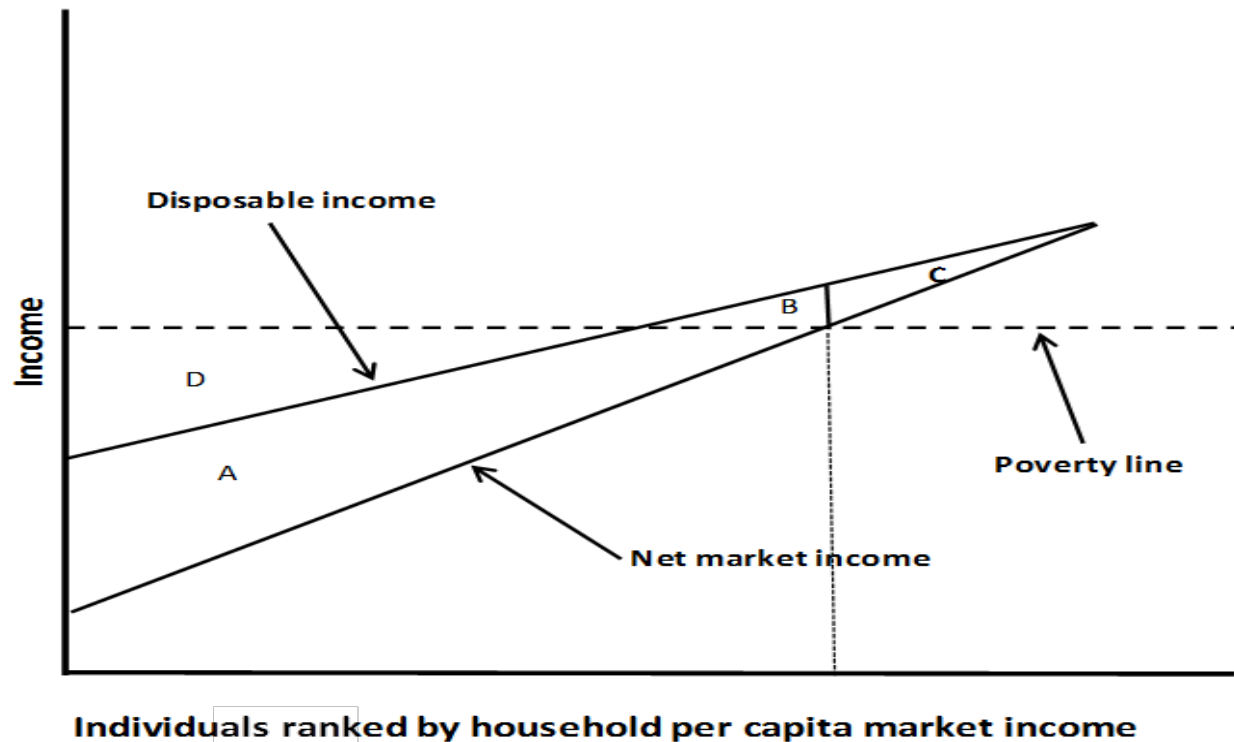 Disposable income
C
B
Income
D
Poverty line
A
Net market income
Individuals ranked by household per capita market income